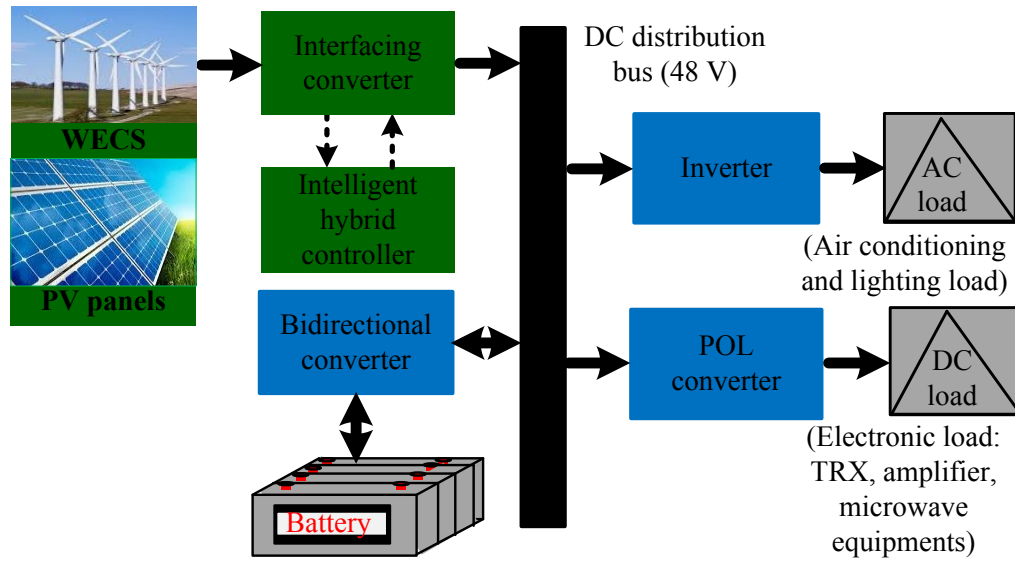 WECS
PV panels
Interfacing
converter
Intelligent
hybrid
controller
Bidirectional
converter
Battery
DC distribution
bus (48 V)
Inverter
AC
load
(Air conditioning
and lighting load)
POL
converter
DC
load
(Electronic load:
TRX, amplifier,
microwave
equipments)